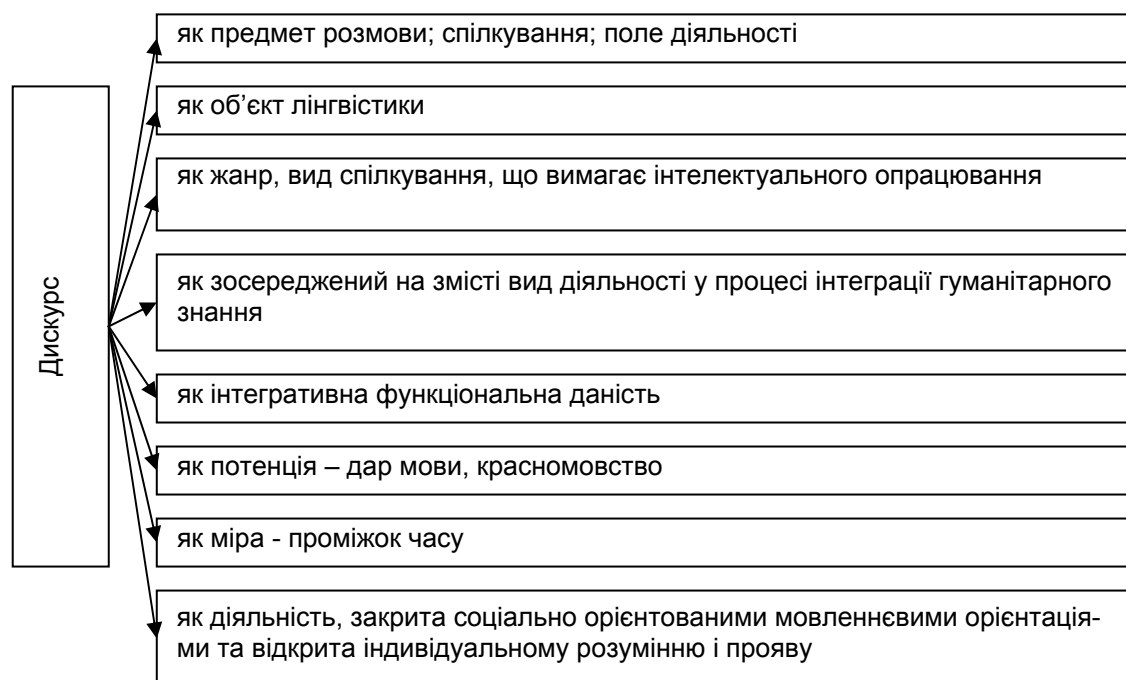 як предмет розмови; спілкування; поле діяльності
як об’єкт лінгвістики
як жанр, вид спілкування, що вимагає інтелектуального опрацювання
Дискурс
як зосереджений на змісті вид діяльності у процесі інтеграції гуманітарного
знання
як інтегративна функціональна даність
як потенція – дар мови, красномовство
як міра - проміжок часу
як діяльність, закрита соціально орієнтованими мовленнєвими орієнтація-
ми та відкрита індивідуальному розумінню і прояву